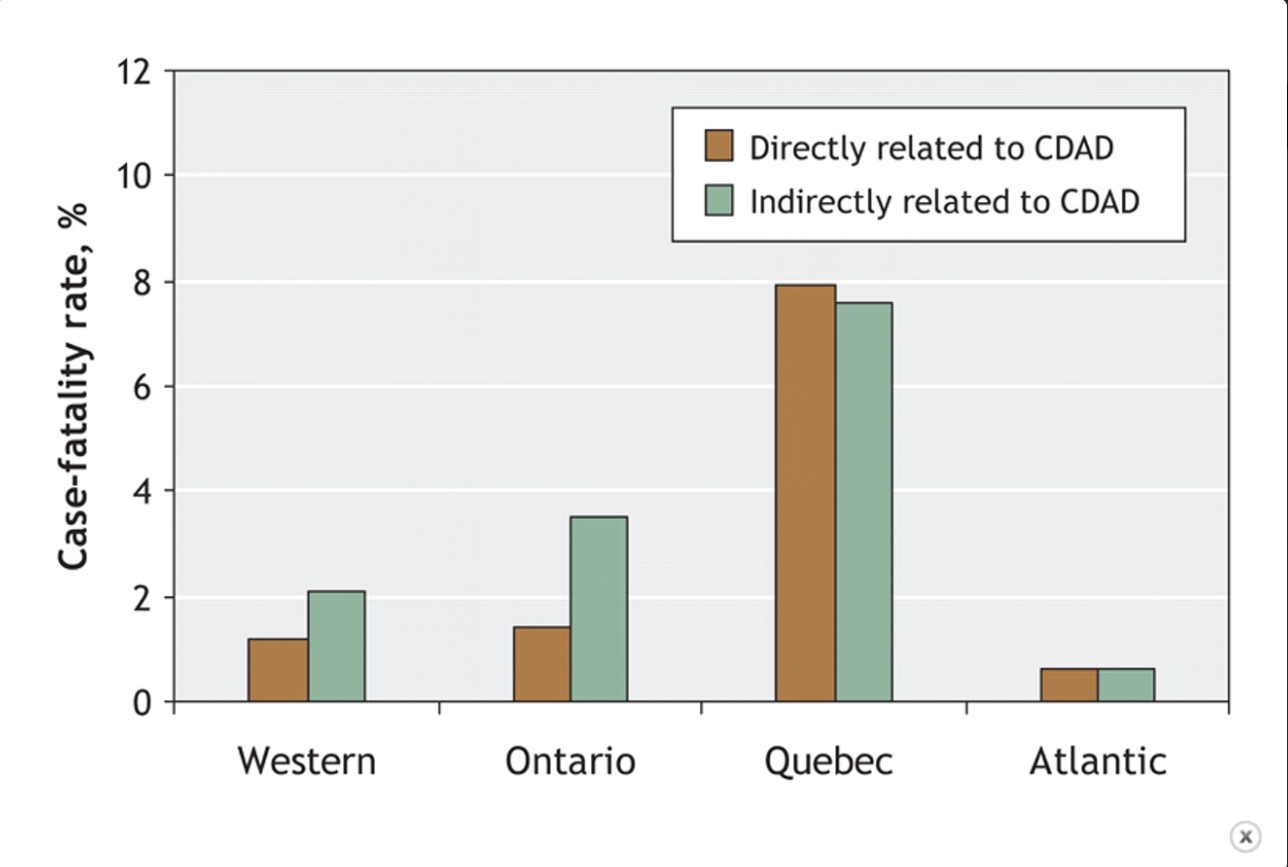 12
10
8
6
4
2
0
Case-fatality rate, %
Directly related to CDAD
Indirectly related to CDAD
Western
Ontario
Quebec
Atlantic
x